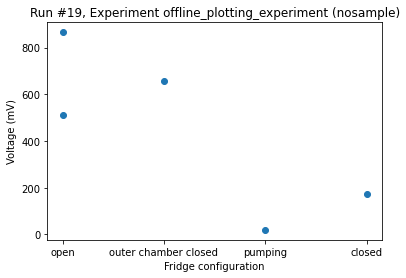 Run #19, Experiment offline_plotting_experiment (nosample)
800
600
400
200
0
Voltage (mV)
open outer chamber closed pumping closed
Fridge configuration